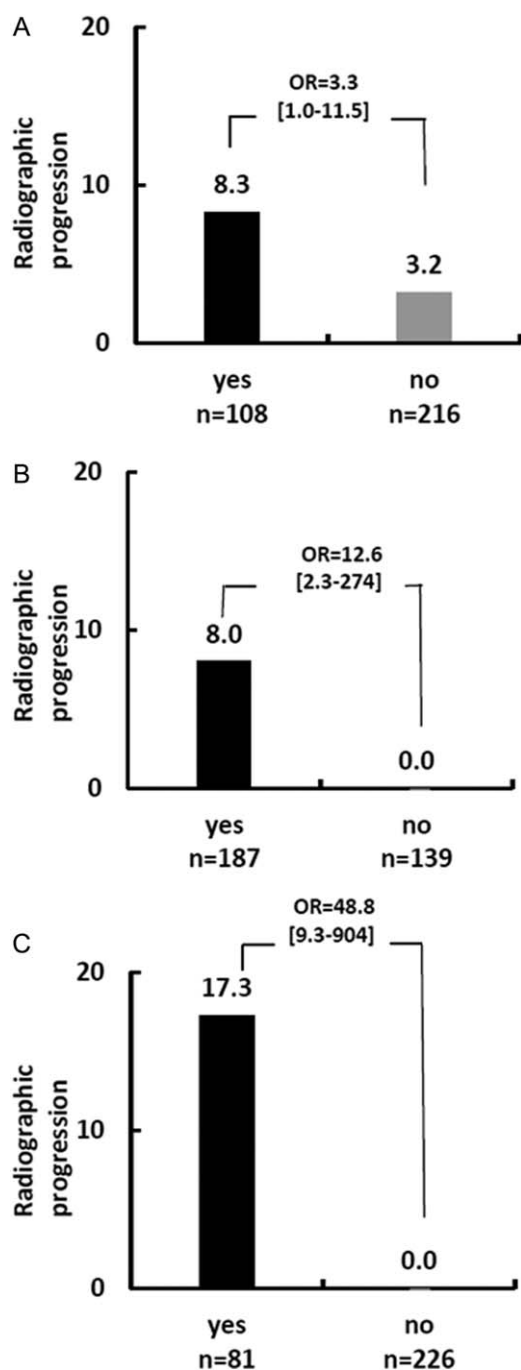 A
20
10
0
Radiographic
progression
OR=3.3
[1.0-11.5]
8.3
3.2
yes
n=108
no
n=216
B
20
10
0
Radiographic
progression
OR=12.6
[2.3-274]
8.0
0.0
yes
n=187
no
n=139
C
20
10
0
Radiographic
progression
OR=48.8
[9.3-904]
17.3
0.0
yes
n=81
no
n=226